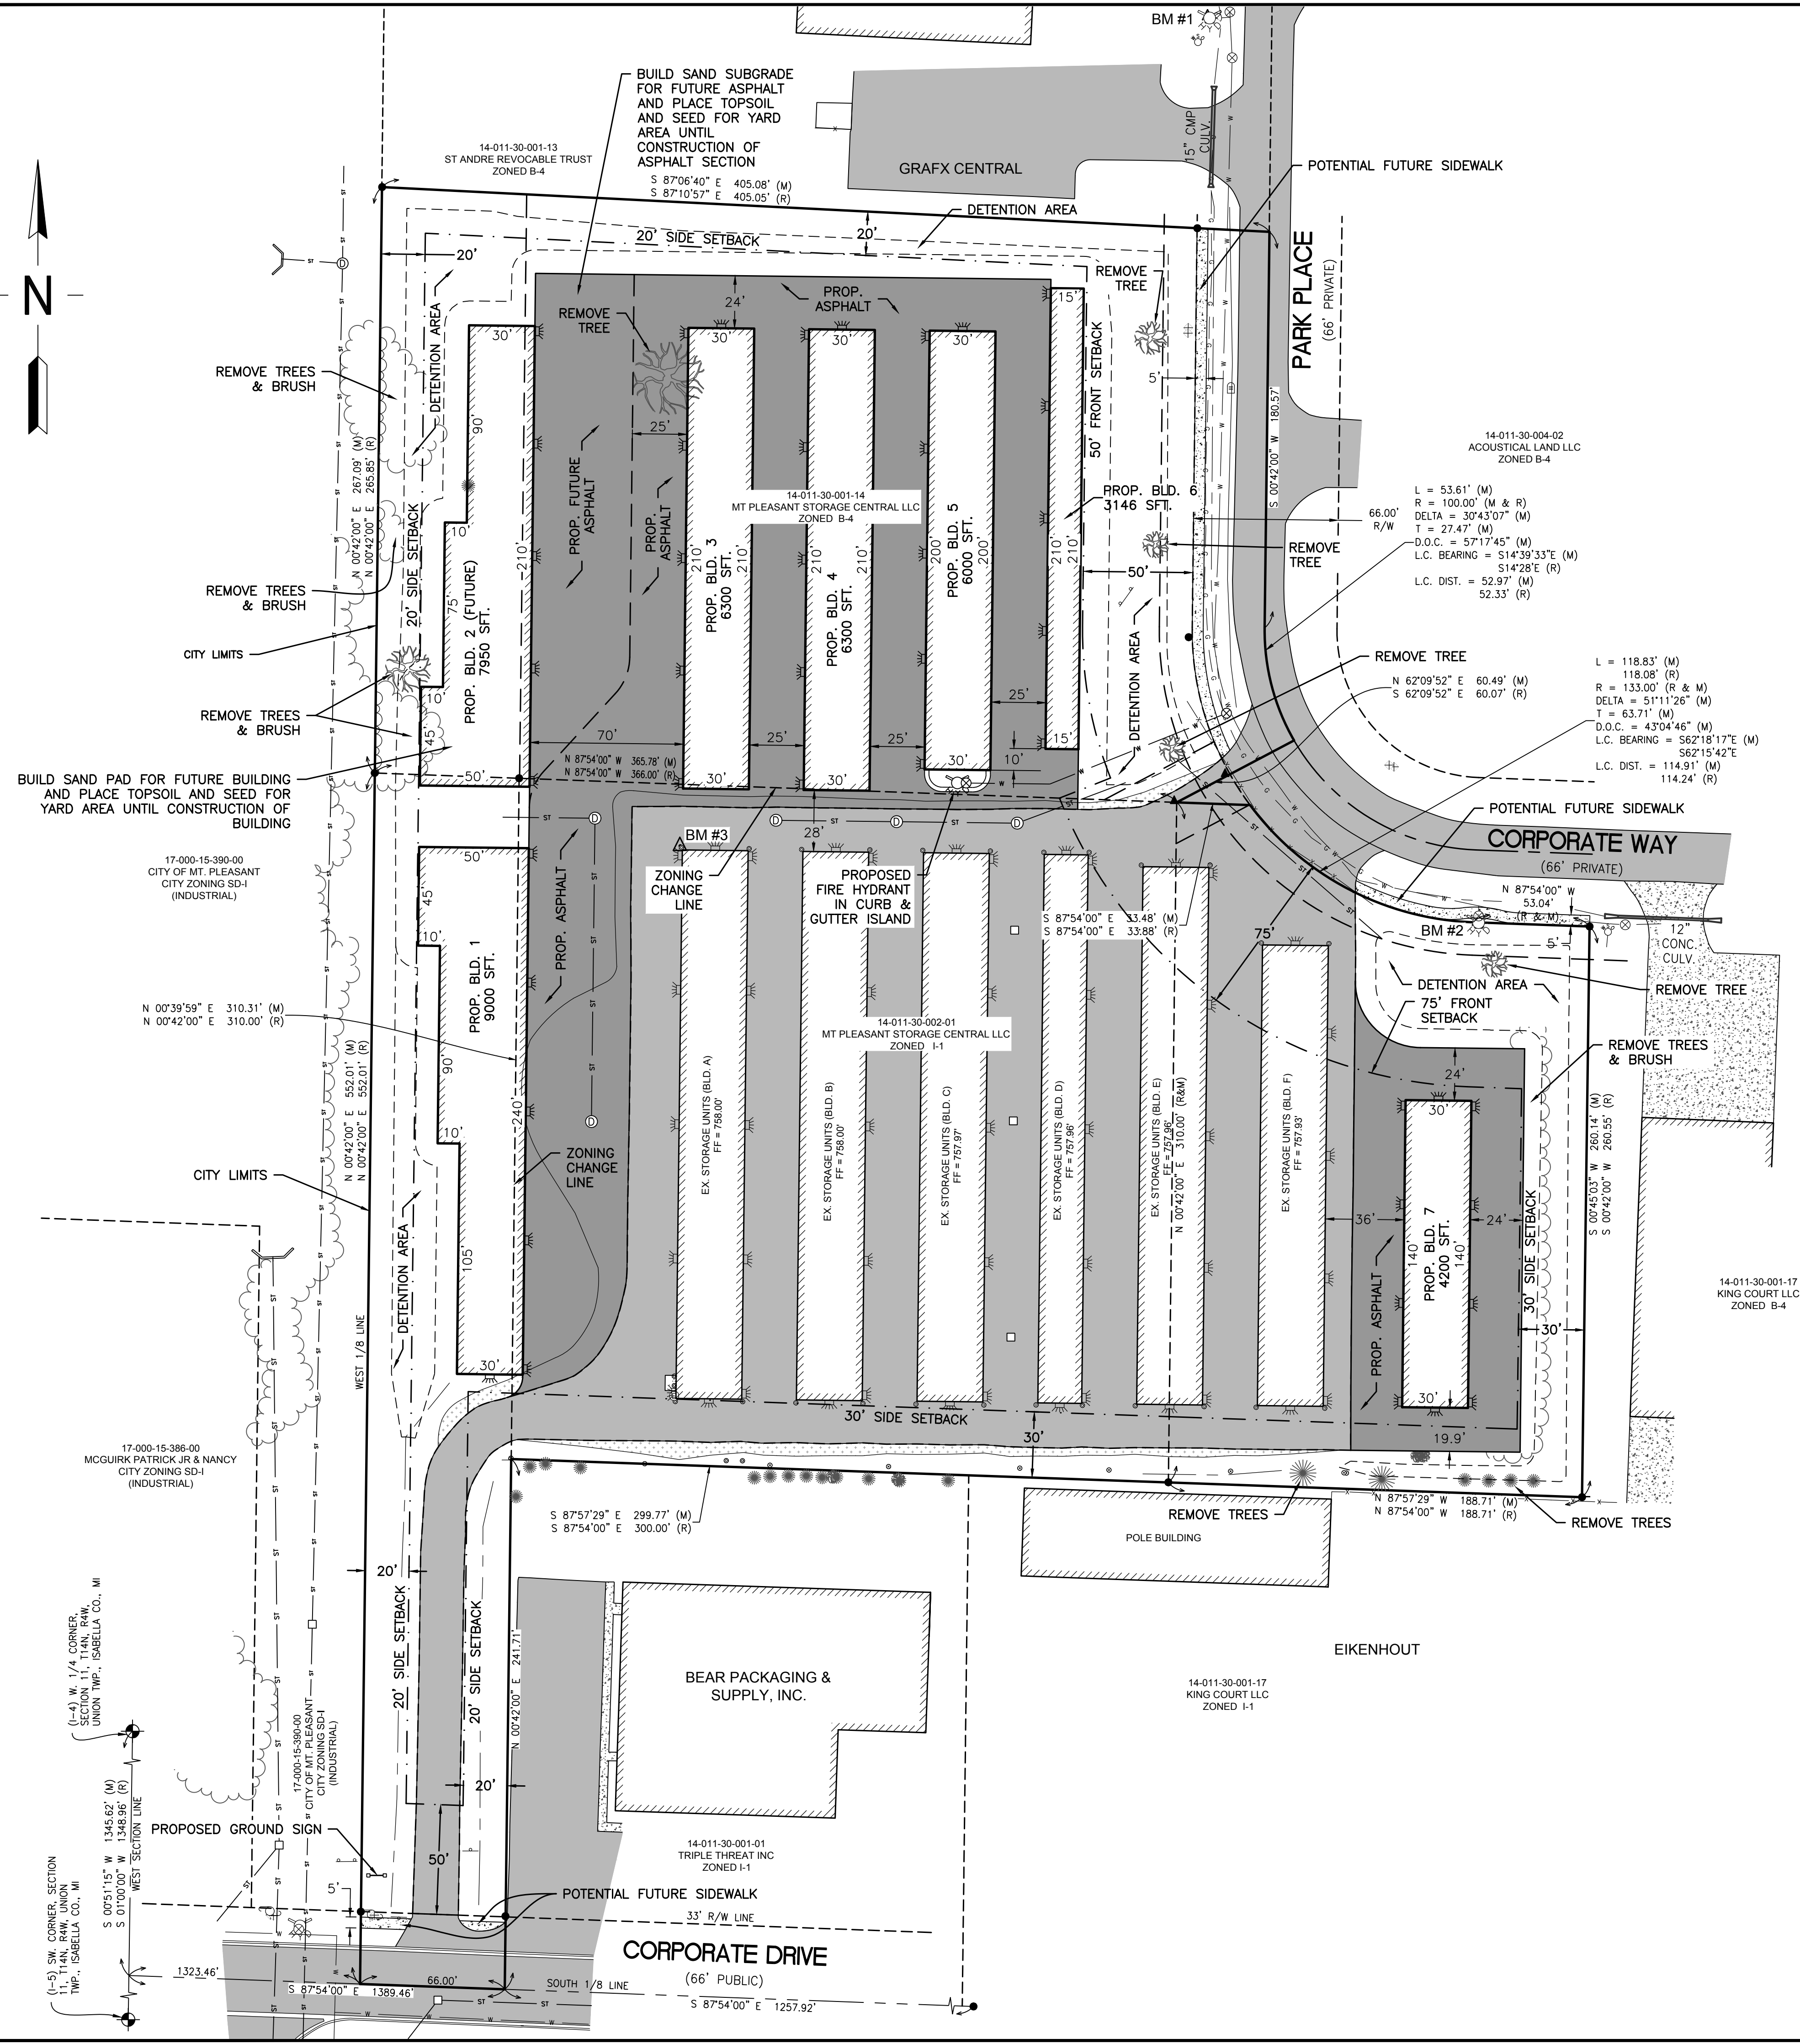 BM #1
BUILD SAND SUBGRADE
FOR FUTURE ASPHALT
AND PLACE TOPSOIL
AND SEED FOR YARD
AREA UNTIL
CONSTRUCTION OF
ASPHALT SECTION
14-011-30-001-13
ST ANDRE REVOCABLE TRUST
ZONED B-4
S 87°06'40" E 405.08' (M)
S 87°10'57" E 405.05' (R)
GRAFX CENTRAL
15" CMP
CULV.
POTENTIAL FUTURE SIDEWALK
DETENTION AREA
20' SIDE SETBACK
20'
20'
N
PARK PLACE
(66' PRIVATE)
REMOVE
TREE
PROP.
ASPHALT
24'
15'
REMOVE
TREE
30'
30'
30'
30'
DETENTION AREA
50' FRONT SETBACK
5'
S 00°42'00" W 180.57'
REMOVE TREES
& BRUSH
90'
25'
N 00°42'00" E 267.09' (M)
N 00°42'00" E 265.85' (R)
14-011-30-004-02
ACOUSTICAL LAND LLC
ZONED B-4
PROP. FUTURE
ASPHALT
PROP.
ASPHALT
14-011-30-001-14
MT PLEASANT STORAGE CENTRAL LLC
ZONED B-4
PROP. BLD. 6
3146 SFT.
66.00'
R/W
L = 53.61' (M)
R = 100.00' (M & R)
DELTA = 30°43'07" (M)
T = 27.47' (M)
D.O.C. = 57°17'45" (M)
L.C. BEARING = S14°39'33"E (M)
S14°28'E (R)
L.C. DIST. = 52.97' (M)
52.33' (R)
10'
20' SIDE SETBACK
75'
PROP. BLD. 2 (FUTURE)
7950 SFT.
210'
PROP. BLD. 3
6300 SFT.
210'
210'
PROP. BLD. 4
6300 SFT.
210'
210'
PROP. BLD. 5
6000 SFT.
200'
200'
210'
210'
REMOVE
TREE
50'
REMOVE TREES
& BRUSH
CITY LIMITS
DETENTION AREA
REMOVE TREE
N 62°09'52" E 60.49' (M)
S 62°09'52" E 60.07' (R)
L = 118.83' (M)
118.08' (R)
R = 133.00' (R & M)
DELTA = 51°11'26" (M)
T = 63.71' (M)
D.O.C. = 43°04'46" (M)
L.C. BEARING = S62°18'17"E (M)
S62°15'42"E
L.C. DIST. = 114.91' (M)
114.24' (R)
REMOVE TREES
& BRUSH
10'
45'
70'
25'
25'
25'
15'
10'
N 87°54'00" W 365.78' (M)
N 87°54'00" W 366.00' (R)
50'
30'
30'
30'
BUILD SAND PAD FOR FUTURE BUILDING
AND PLACE TOPSOIL AND SEED FOR
YARD AREA UNTIL CONSTRUCTION OF
BUILDING
POTENTIAL FUTURE SIDEWALK
CORPORATE WAY
(66' PRIVATE)
BM #3
28'
17-000-15-390-00
CITY OF MT. PLEASANT
CITY ZONING SD-I
(INDUSTRIAL)
50'
45'
10'
PROP. ASPHALT
ZONING
CHANGE
LINE
PROPOSED
FIRE HYDRANT
IN CURB &
GUTTER ISLAND
S 87°54'00" E 33.48' (M)
S 87°54'00" E 33.88' (R)
75'
N 87°54'00" W
53.04'
(R & M)
BM #2
5'
12"
CONC.
CULV.
DETENTION AREA
REMOVE TREE
75' FRONT
SETBACK
PROP. BLD. 1
9000 SFT.
N 00°39'59" E 310.31' (M)
N 00°42'00" E 310.00' (R)
14-011-30-002-01
MT PLEASANT STORAGE CENTRAL LLC
ZONED I-1
REMOVE TREES
& BRUSH
N 00°42'00" E 552.01' (M)
N 00°42'00" E 552.01' (R)
90'
10'
240'
EX. STORAGE UNITS (BLD. A)
FF = 758.00'
EX. STORAGE UNITS (BLD. B)
FF = 758.00'
EX. STORAGE UNITS (BLD. C)
FF = 757.97'
EX. STORAGE UNITS (BLD. D)
FF = 757.96'
EX. STORAGE UNITS (BLD. E)
FF = 757.96'
N 00°42'00" E 310.00' (R&M)
EX. STORAGE UNITS (BLD. F)
FF = 757.93'
24'
30'
S 00°45'03" W 260.14' (M)
S 00°42'00" W 260.55' (R)
ZONING
CHANGE
LINE
CITY LIMITS
36'
24'
PROP. BLD. 7
4200 SFT.
140'
140'
30' SIDE SETBACK
PROP. ASPHALT
DETENTION AREA
105'
14-011-30-001-17
KING COURT LLC
ZONED B-4
30'
WEST 1/8 LINE
30'
30'
30' SIDE SETBACK
30'
19.9'
17-000-15-386-00
MCGUIRK PATRICK JR & NANCY
CITY ZONING SD-I
(INDUSTRIAL)
S 87°57'29" E 299.77' (M)
S 87°54'00" E 300.00' (R)
REMOVE TREES
N 87°57'29" W 188.71' (M)
N 87°54'00" W 188.71' (R)
REMOVE TREES
POLE BUILDING
20'
20' SIDE SETBACK
20' SIDE SETBACK
N 00°42'00" E 241.71'
(I-4) W. 1/4 CORNER,
SECTION 11, T14N, R4W,
UNION TWP., ISABELLA CO., MI
BEAR PACKAGING &
SUPPLY, INC.
EIKENHOUT
14-011-30-001-17
KING COURT LLC
ZONED I-1
17-000-15-390-00
CITY OF MT. PLEASANT
CITY ZONING SD-I
(INDUSTRIAL)
20'
S 00°51'15" W 1345.62' (M)
S 01°00'00" W 1348.96' (R)
WEST SECTION LINE
PROPOSED GROUND SIGN
14-011-30-001-01
TRIPLE THREAT INC
ZONED I-1
50'
5'
POTENTIAL FUTURE SIDEWALK
33' R/W LINE
(I-5) SW. CORNER, SECTION
11, T14N, R4W, UNION
TWP., ISABELLA CO., MI
CORPORATE DRIVE
(66' PUBLIC)
1323.46'
66.00'
SOUTH 1/8 LINE
S 87°54'00" E 1389.46'
S 87°54'00" E 1257.92'